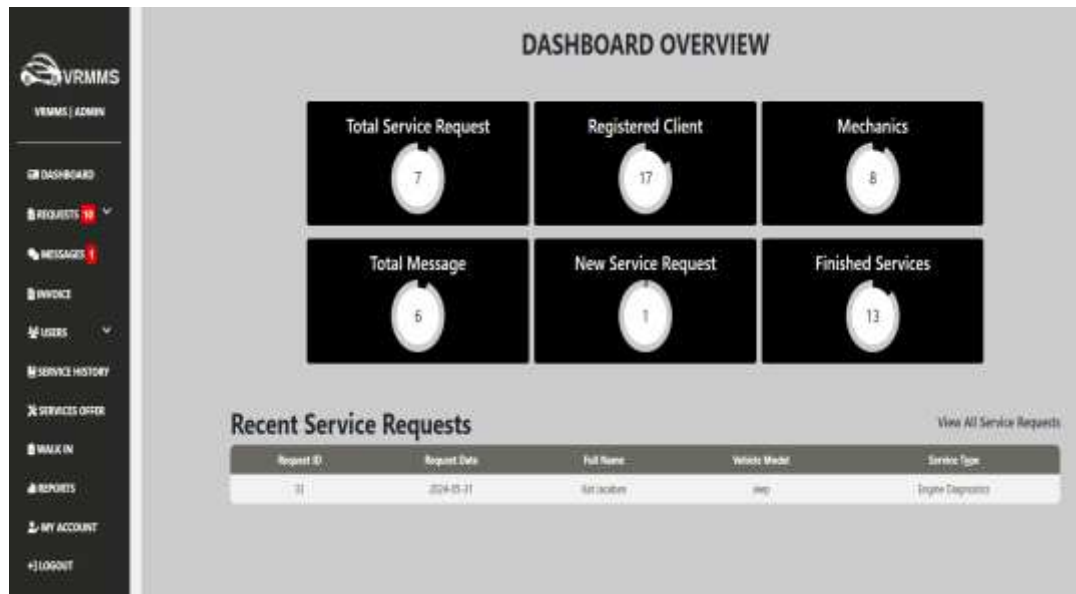 VRMMS
VRMMS | ADMIN
DASHBOARD
REQUESTS 10
MESSAGES 1
INVOICE
USERS
SERVICE HISTORY
SERVICES OFFER
WALK IN
REPORTS
MY ACCOUNT
LOGOUT
DASHBOARD OVERVIEW
Total Service Request
7
Registered Client
17
Mechanics
8
Total Message
6
New Service Request
1
Finished Services
13
Recent Service Requests
View All Service Requests
Request ID Request Date Full Name Vehicle Model Service Type
2024-05-31 Engine Diagnostics